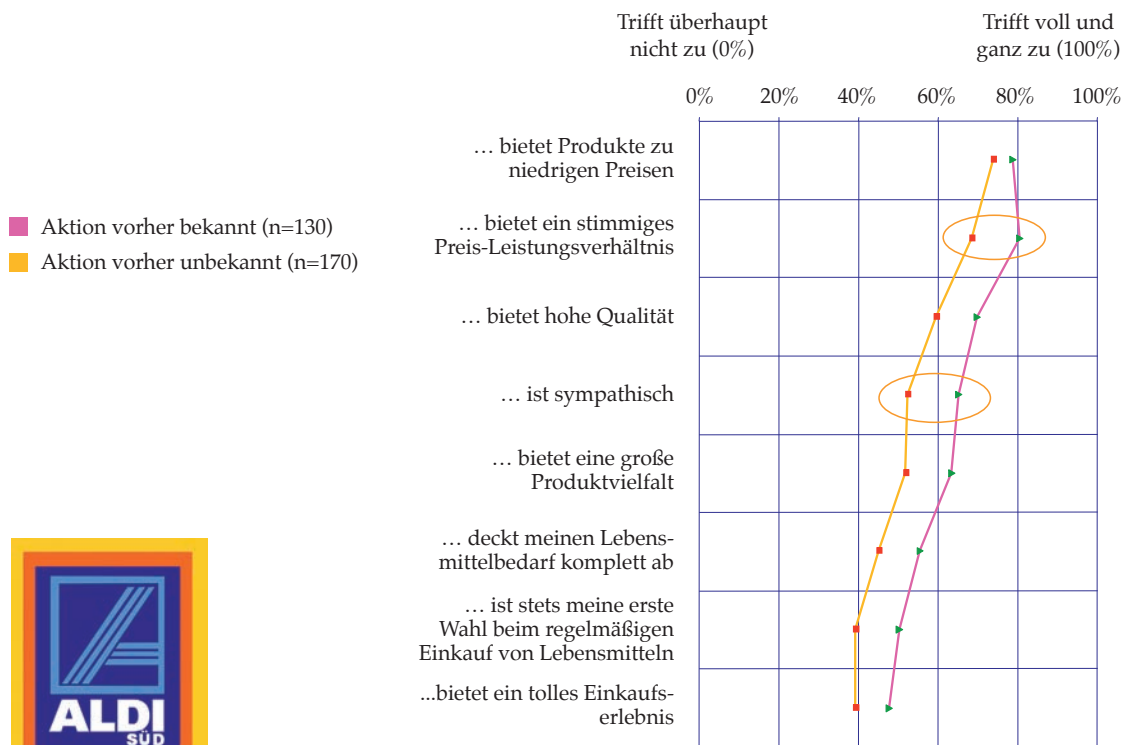 Trifft überhaupt
nicht zu (0%)
Trifft voll und
ganz zu (100%)
0% 20% 40% 60% 80% 100%
… bietet Produkte zu
niedrigen Preisen
… bietet ein stimmiges
Preis-Leistungsverhältnis
… bietet hohe Qualität
… ist sympathisch
… bietet eine große
Produktvielfalt
… deckt meinen Lebens-
mittelbedarf komplett ab
… ist stets meine erste
Wahl beim regelmäßigen
Einkauf von Lebensmitteln
...bietet ein tolles Einkaufs-
erlebnis
Aktion vorher bekannt (n=130)
Aktion vorher unbekannt (n=170)
ALDI
SÜD